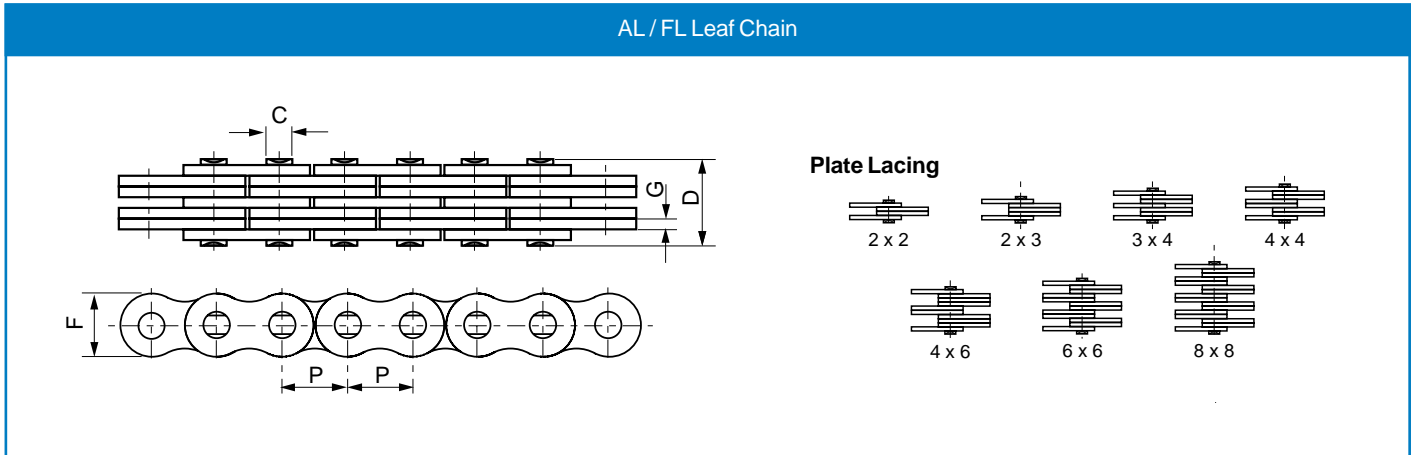 AL / FL Leaf Chain
C
G
D
F
P P
Plate Lacing
2 x 2 2 x 3 3 x 4 4 x 4
4 x 6 6 x 6 8 x 8